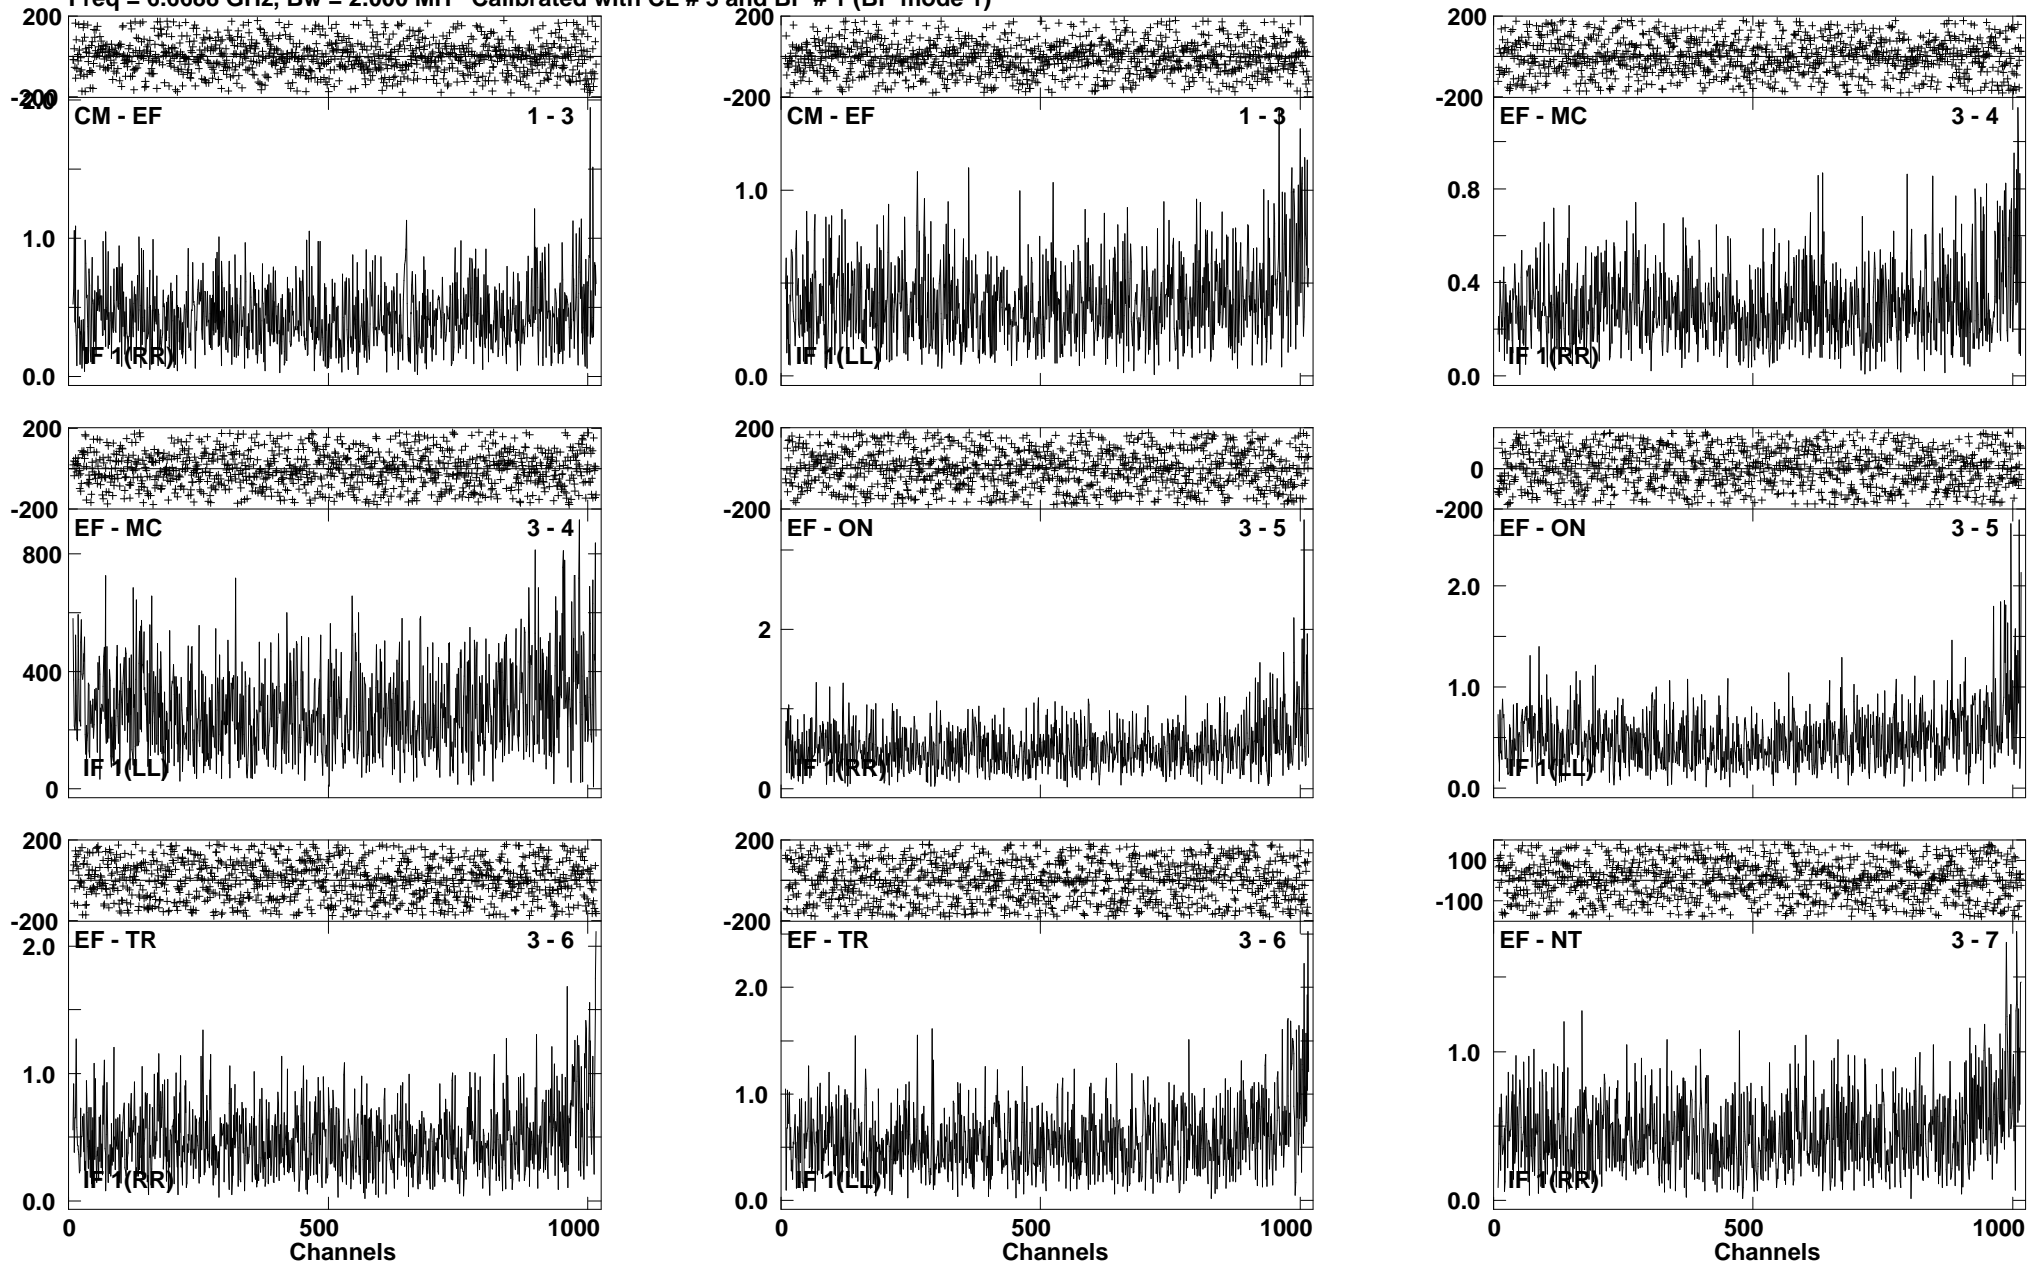 Calibrated with CL # 3 and BP # 1 (BP mode 1)
200 200 200
-200 2.0 -200 -200
CM - EF 1 - 3 CM - EF 1 - 3 EF - MC 3 - 4
1.0 1.0 0.8
0.4
IF 1(RR) IF 1(LL) IF 1(RR)
0.0 0.0 0.0
200 200
0
-200 -200 -200
EF - MC 3 - 4 EF - ON 3 - 5 EF - ON 3 - 5
800 2 2.0
400 1.0
IF 1(LL) IF 1(RR) IF 1(LL)
0 0 0.0
200 200 100
-200 -200 -100
EF - TR 3 - 6 EF - TR 3 - 6 EF - NT 3 - 7
2.0 2.0
1.0 1.0 1.0
IF 1(RR) IF 1(LL) IF 1(RR)
0.0 0.0 0.0
0 500 1000 0 500 1000 0 500 1000
Channels Channels Channels